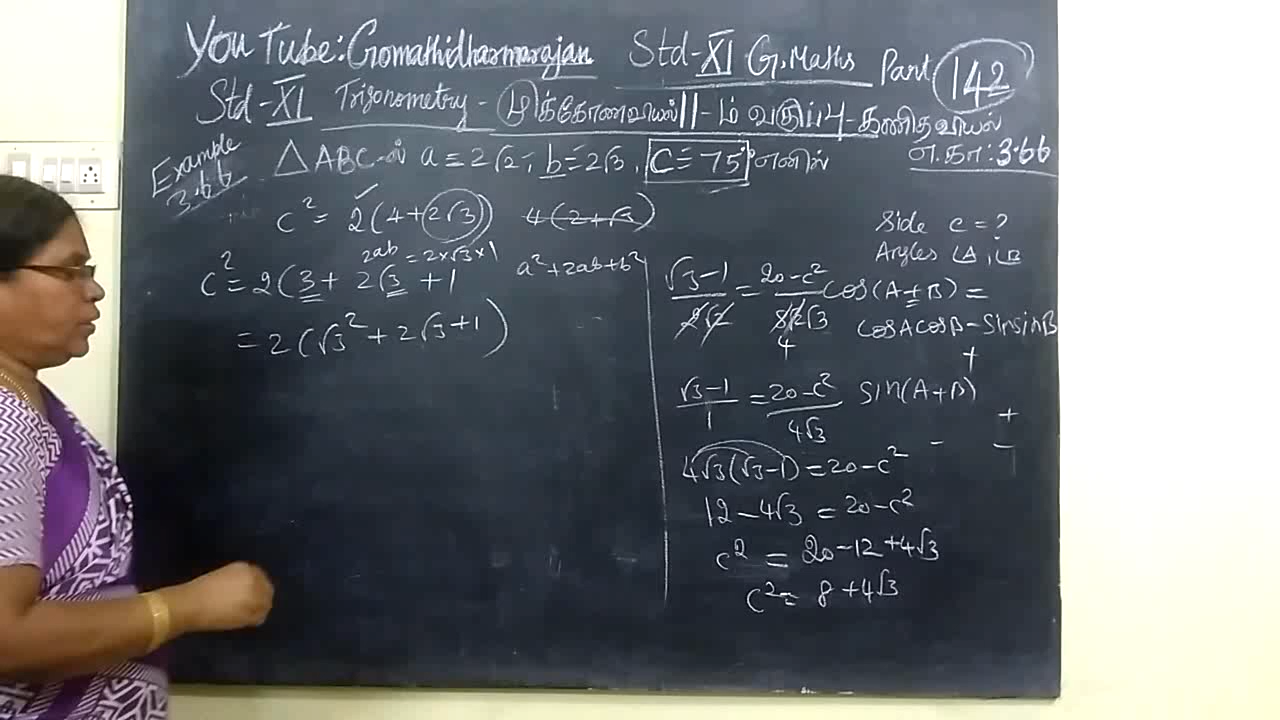 YouTube: Gomathidharmarajan Std-XI G.Maths Part 142
Std-XI Trigonometry - முக்கோணவியல் 11-ம் வகுப்பு-கணிதவியல்
Example 3.66
△ABC-ல் a = 2√2, b = 2√3, C = 75° எனில்
எ.கா: 3.66
c² = 2(4+2√3) 4(2+√3)
2ab = 2×√3×1
a²+2ab+b²
c² = 2(3+ 2√3 +1
= 2(√3² + 2√3+1)
Side c = ?
Angles ∠A, ∠B
√3-1 = 20-c²
2√2 8√2√3
4
cos(A+B) =
cosAcosB - SinsinB
+
√3-1 = 20-c²
1 4√3
sin(A+B)
+
- -
4√3(√3-1) = 20-c²
12-4√3 = 20-c²
c² = 20-12+4√3
c² = 8+4√3